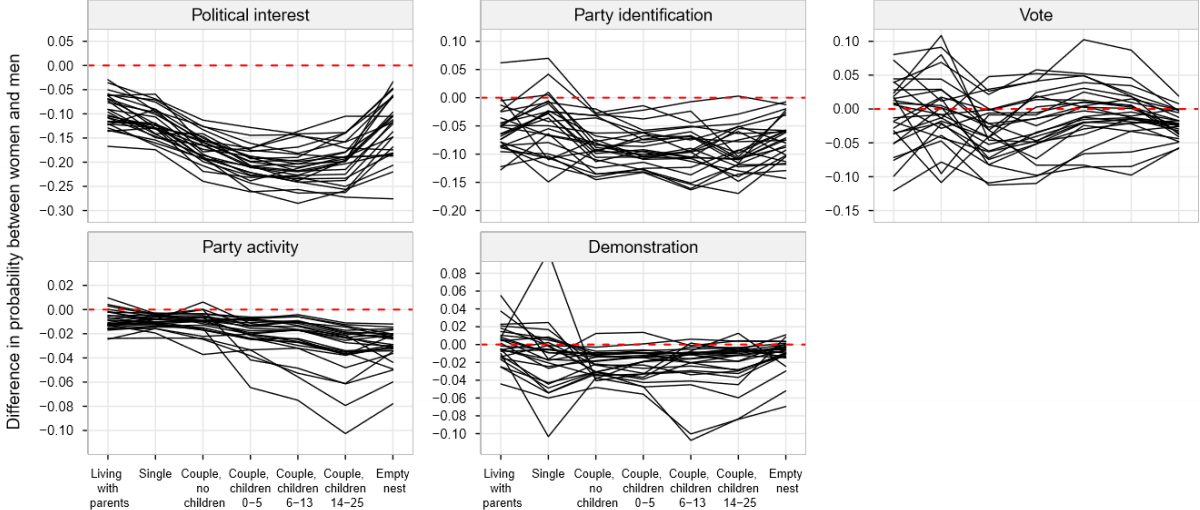 Political interest
Party identification
Vote
Difference in probability between women and men
0.05
0.00
−0.05
−0.10
−0.15
−0.20
−0.25
−0.30
0.10
0.05
0.00
−0.05
−0.10
−0.15
−0.20
0.10
0.05
0.00
−0.05
−0.10
−0.15
Party activity
Demonstration
0.02
0.00
−0.02
−0.04
−0.06
−0.08
−0.10
0.08
0.06
0.04
0.02
0.00
−0.02
−0.04
−0.06
−0.08
−0.10
Living
with
parents
Single
Couple,
no
children
Couple,
children
0−5
Couple,
children
6−13
Couple,
children
14−25
Empty
nest
Living
with
parents
Single
Couple,
no
children
Couple,
children
0−5
Couple,
children
6−13
Couple,
children
14−25
Empty
nest